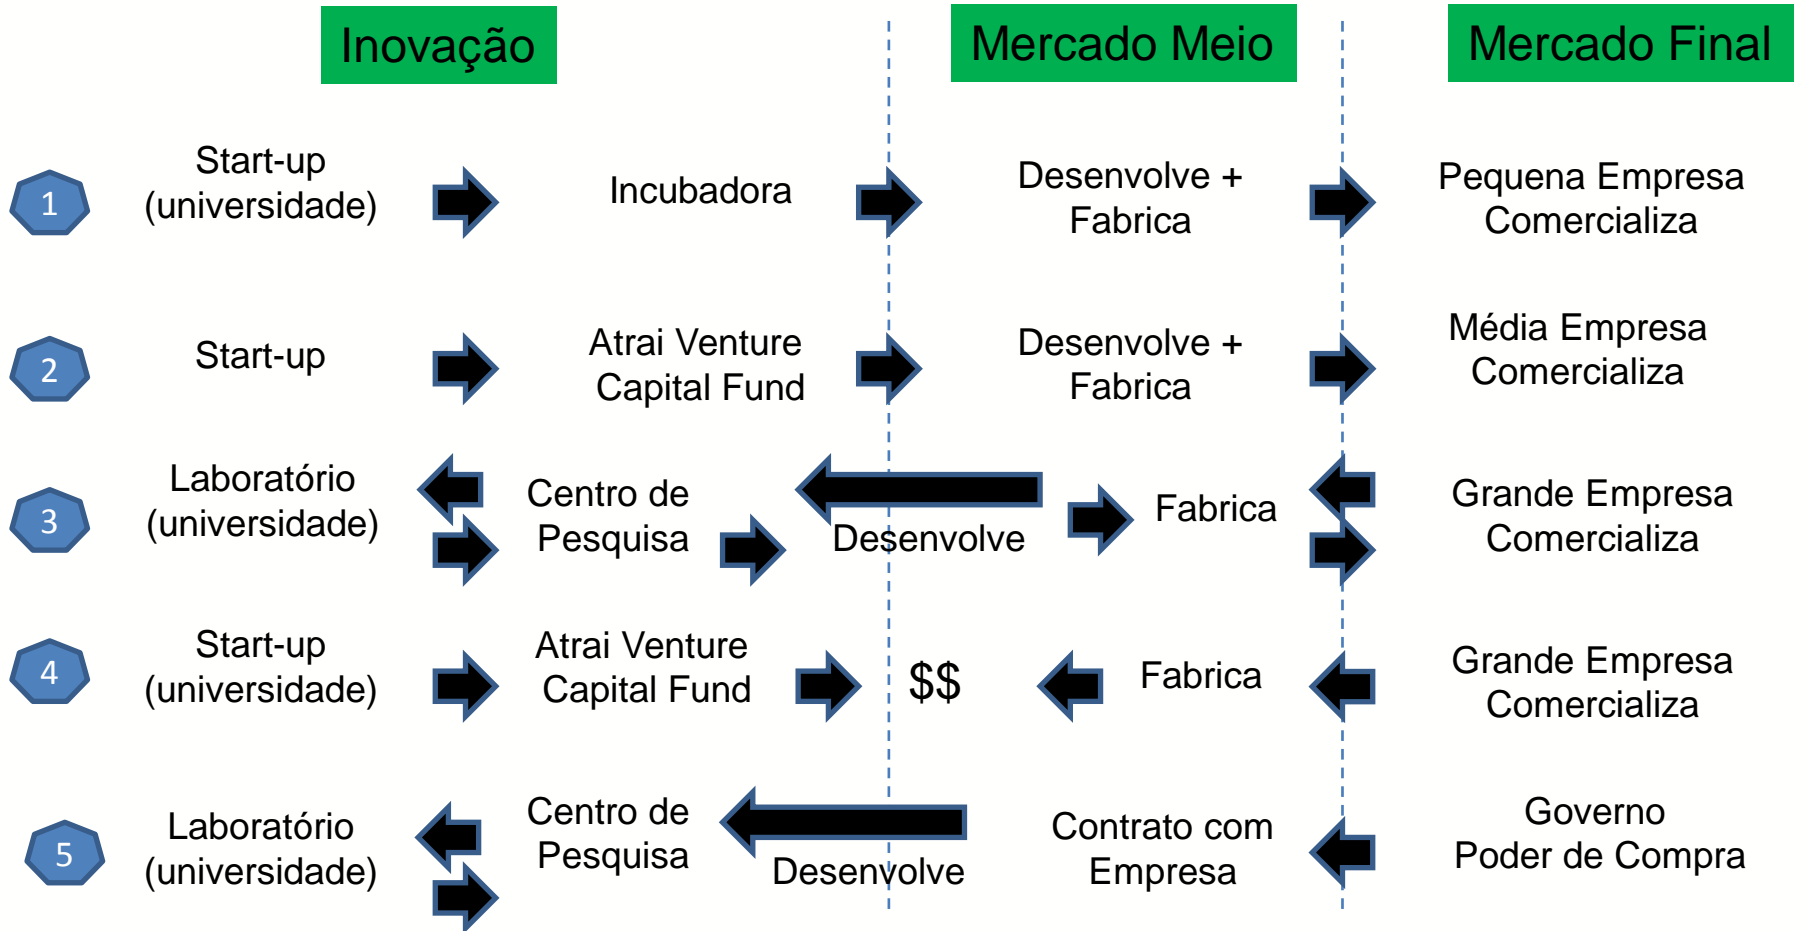 Inovação
Mercado Meio
Mercado Final
1
Start-up
(universidade)
Incubadora
Desenvolve +
Fabrica
Pequena Empresa
Comercializa
2
Start-up
Atrai Venture
Capital Fund
Desenvolve +
Fabrica
Média Empresa
Comercializa
3
Laboratório
(universidade)
Centro de
Pesquisa
Desenvolve
Fabrica
Grande Empresa
Comercializa
4
Start-up
(universidade)
Atrai Venture
Capital Fund
$$
Fabrica
Grande Empresa
Comercializa
5
Laboratório
(universidade)
Centro de
Pesquisa
Desenvolve
Contrato com
Empresa
Governo
Poder de Compra